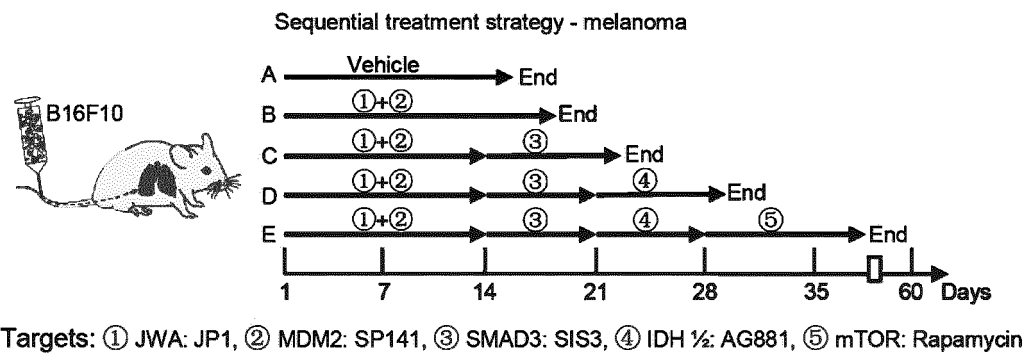 Sequential treatment strategy - melanoma
B16F10
A Vehicle End
B ①+② End
C ①+② ③ End
D ①+② ③ ④ End
E ①+② ③ ④ ⑤ End
1 7 14 21 28 35 60 Days
Targets: ① JWA: JP1, ② MDM2: SP141, ③ SMAD3: SIS3, ④ IDH ½: AG881, ⑤ mTOR: Rapamycin